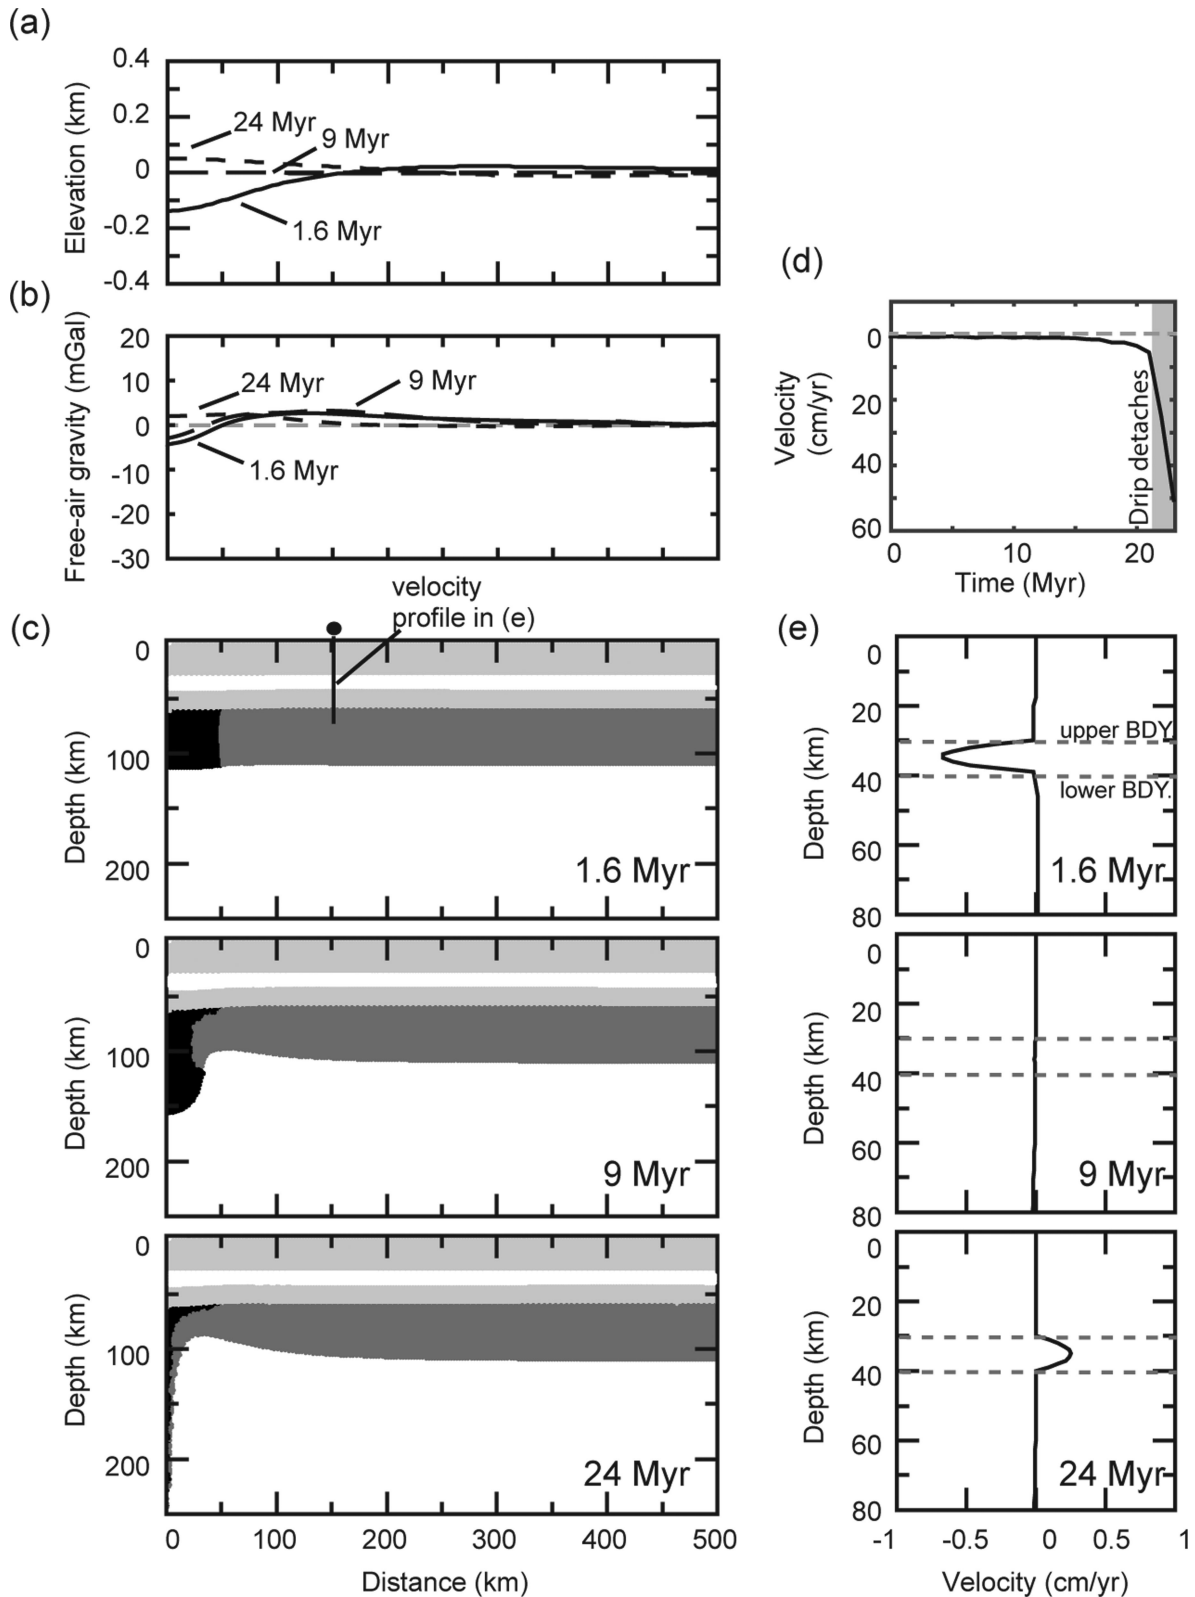 (a)
0.4
0.2
0
-0.2
-0.4
Elevation (km)
24 Myr
9 Myr
1.6 Myr
(b)
20
10
0
-10
-20
-30
Free-air gravity (mGal)
24 Myr
9 Myr
1.6 Myr
(d)
0
20
40
60
Velocity
(cm/yr)
Drip detaches
0
10
20
Time (Myr)
velocity
profile in (e)
(c)
0
100
200
Depth (km)
1.6 Myr
0
100
200
Depth (km)
9 Myr
0
100
200
Depth (km)
24 Myr
0
100
200
300
400
500
Distance (km)
(e)
0
20
40
60
80
Depth (km)
upper BDY
lower BDY.
1.6 Myr
0
20
40
60
80
Depth (km)
9 Myr
0
20
40
60
80
Depth (km)
24 Myr
-1
-0.5
0
0.5
1
Velocity (cm/yr)